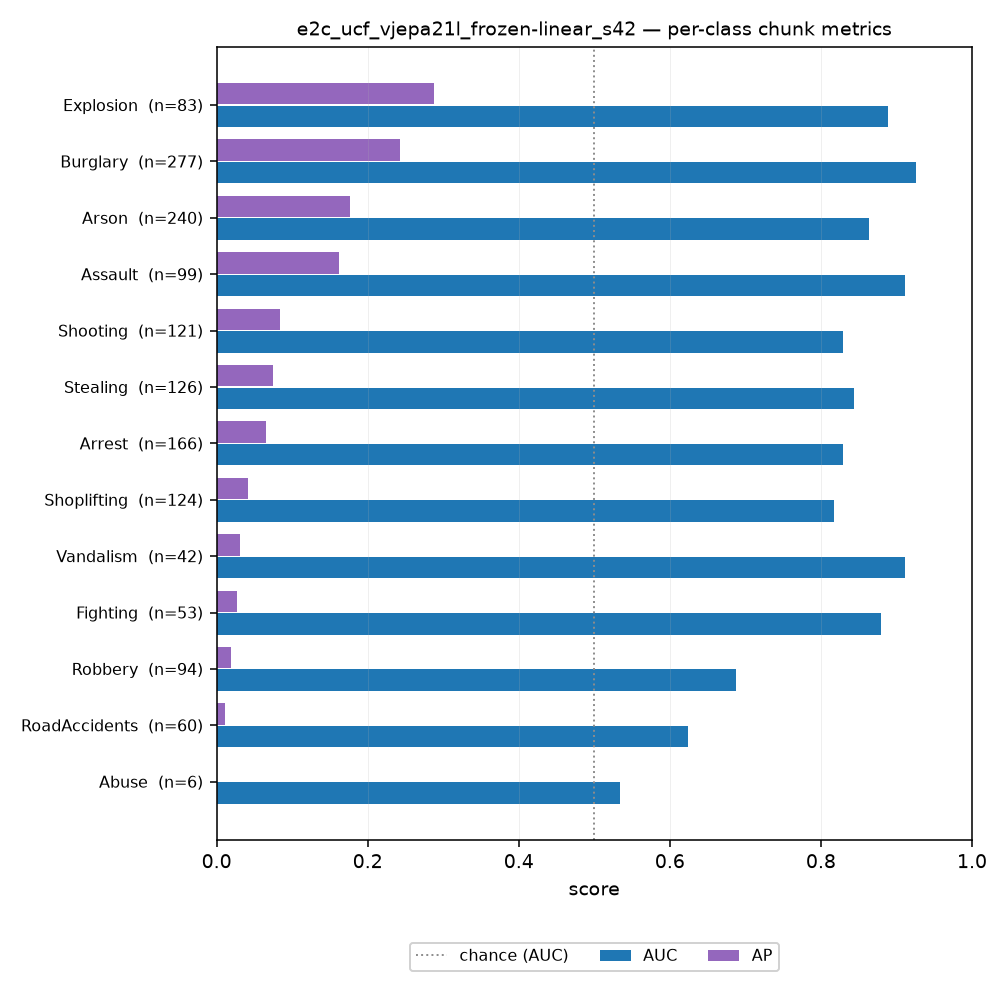 e2c_ucf_vjepa21l_frozen-linear_s42 — per-class chunk metrics
Explosion (n=83)
Burglary (n=277)
Arson (n=240)
Assault (n=99)
Shooting (n=121)
Stealing (n=126)
Arrest (n=166)
Shoplifting (n=124)
Vandalism (n=42)
Fighting (n=53)
Robbery (n=94)
RoadAccidents (n=60)
Abuse (n=6)
0.0 0.2 0.4 0.6 0.8 1.0
score
chance (AUC) AUC AP